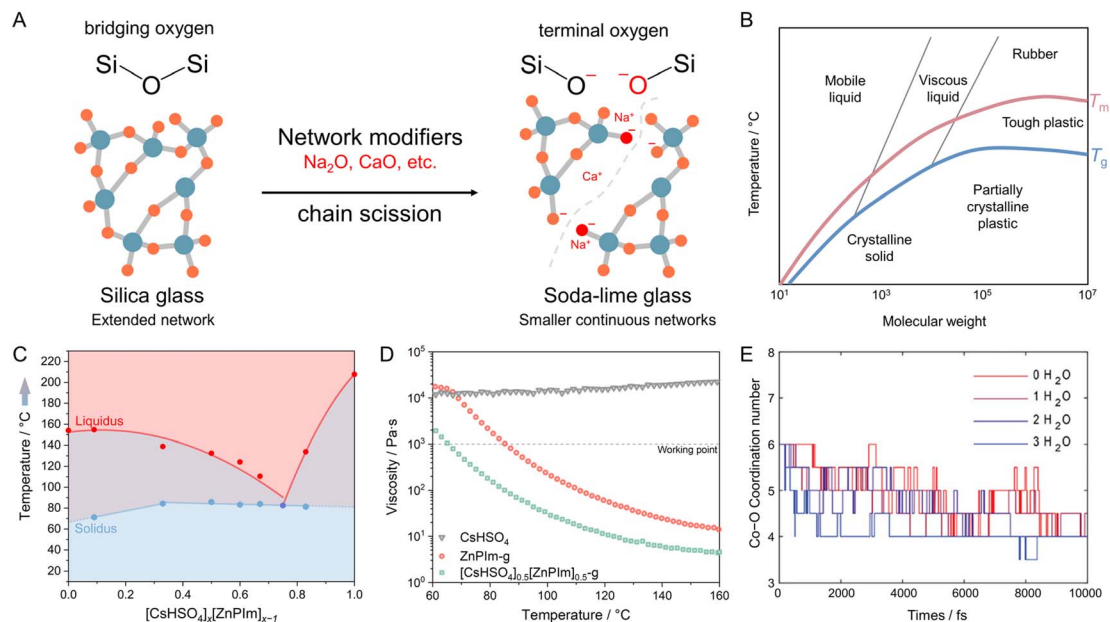 A
bridging oxygen
Si
Si
O
Silica glass
Extended network
Network modifiers
Na₂O, CaO, etc.
chain scission
terminal oxygen
Si
O⁻
⁻O
Si
Na⁺
−
−
Ca⁺
−
−
Na⁺
Soda-lime glass
Smaller continuous networks
B
Temperature / °C
Mobile
liquid
Viscous
liquid
Rubber
Tₘ
Tough plastic
T_g
Partially
crystalline
plastic
Crystalline
solid
10¹
10³
10⁵
10⁷
Molecular weight
C
Temperature / °C
220
200
180
160
140
120
100
80
60
40
20
Liquidus
Solidus
0.0
0.2
0.4
0.6
0.8
1.0
[CsHSO₄]ₓ[ZnPIm]ₓ₋₁
D
Viscosity / Pa·s
10⁵
10⁴
10³
10²
10¹
10⁰
Working point
CsHSO₄
ZnPIm-g
[CsHSO₄]₀.₅[ZnPIm]₀.₅-g
60
80
100
120
140
160
Temperature / °C
E
Co–O Coordination number
8
7
6
5
4
3
0 H₂O
1 H₂O
2 H₂O
3 H₂O
0
2000
4000
6000
8000
10000
Times / fs